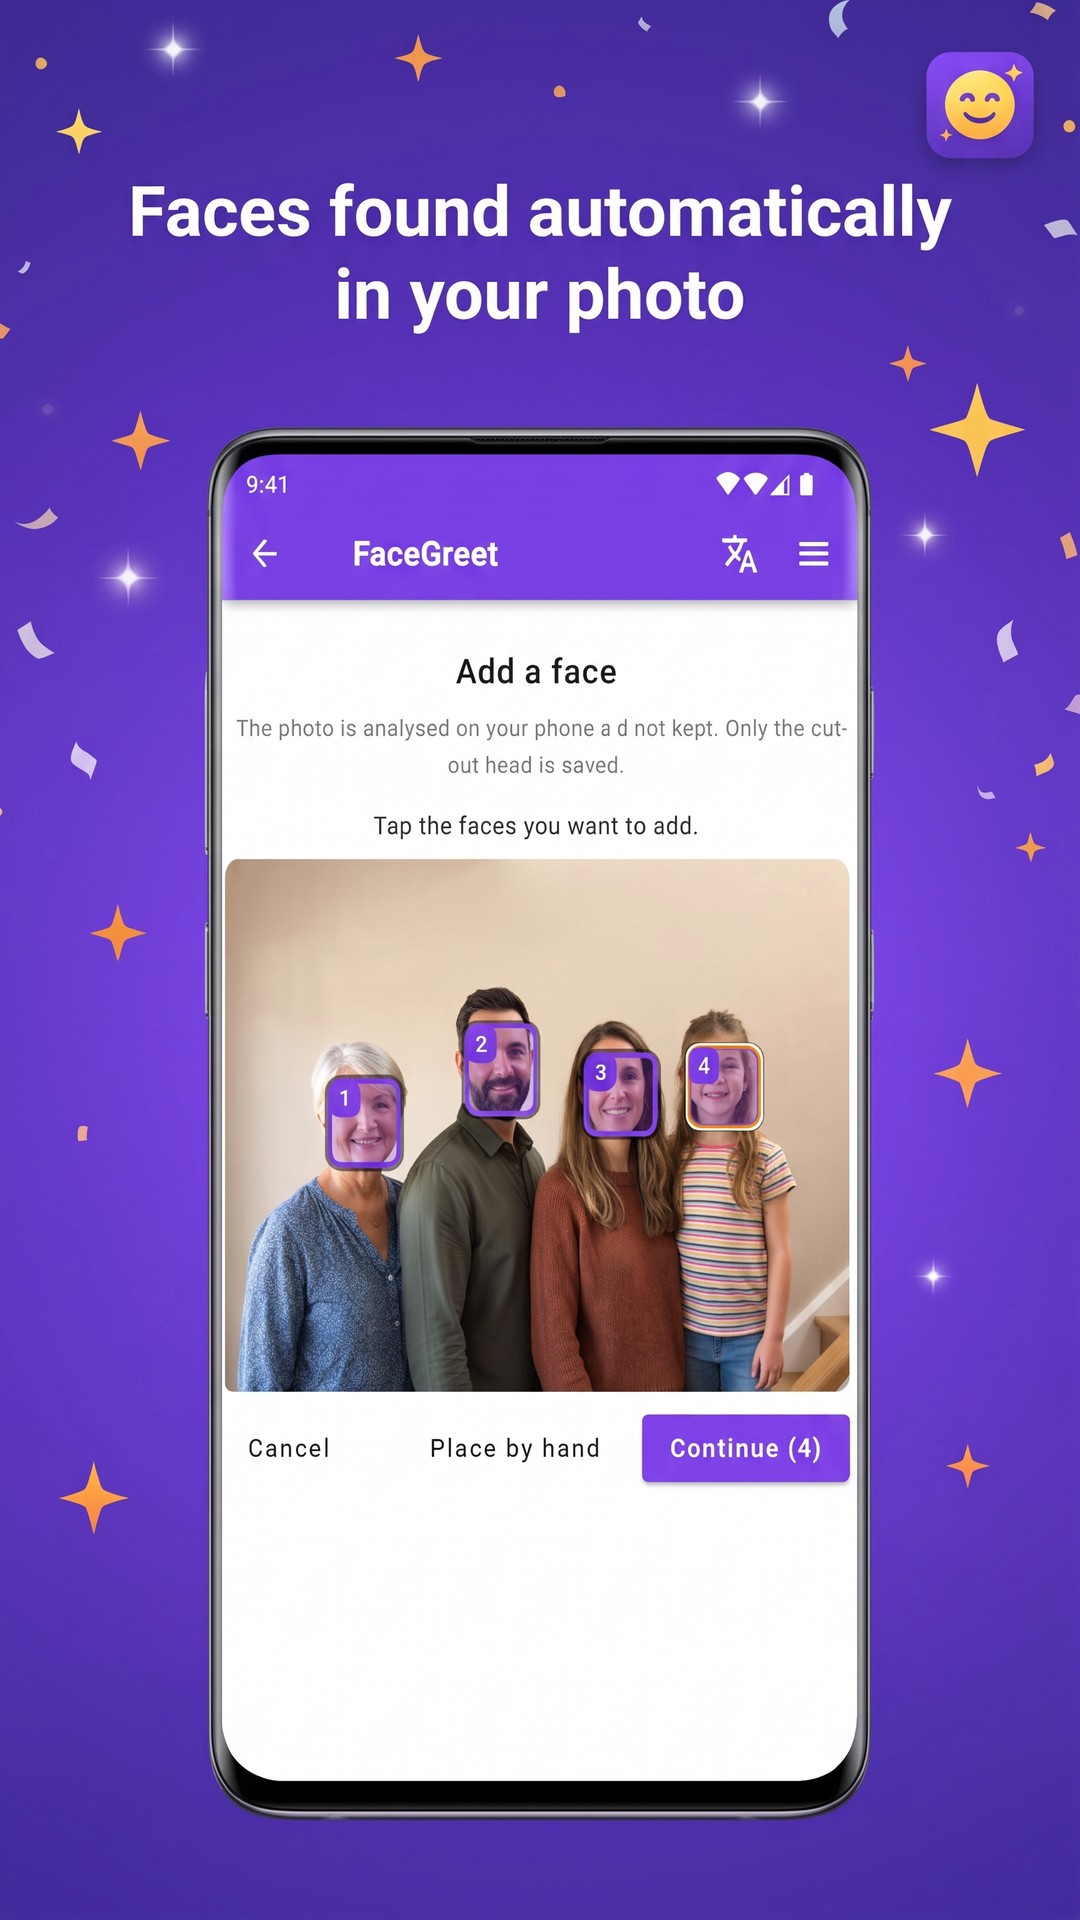 Faces found automatically
in your photo
9:41
FaceGreet
Add a face
The photo is analysed on your phone a d not kept. Only the cut-
out head is saved.
Tap the faces you want to add.
1
2
3
4
Cancel
Place by hand
Continue (4)